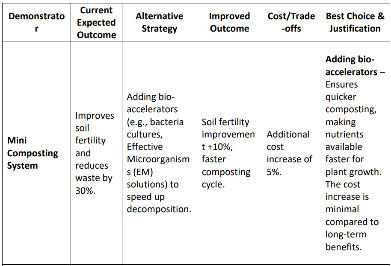 Demonstrato
r
Current
Expected
Outcome
Alternative
Strategy
Improved
Outcome
Cost/Trade
-offs
Best Choice &
Justification
Mini
Composting
System
Improves
soil
fertility
and
reduces
waste by
30%.
Adding bio-
accelerators
(e.g., bacteria
cultures,
Effective
Microorganism
s (EM)
solutions) to
speed up
decomposition.
Soil fertility
improvemen
t +10%,
faster
composting
cycle.
Additional
cost
increase of
5%.
Adding bio-
accelerators –
Ensures
quicker
composting,
making
nutrients
available
faster for
plant growth.
The cost
increase is
minimal
compared to
long-term
benefits.